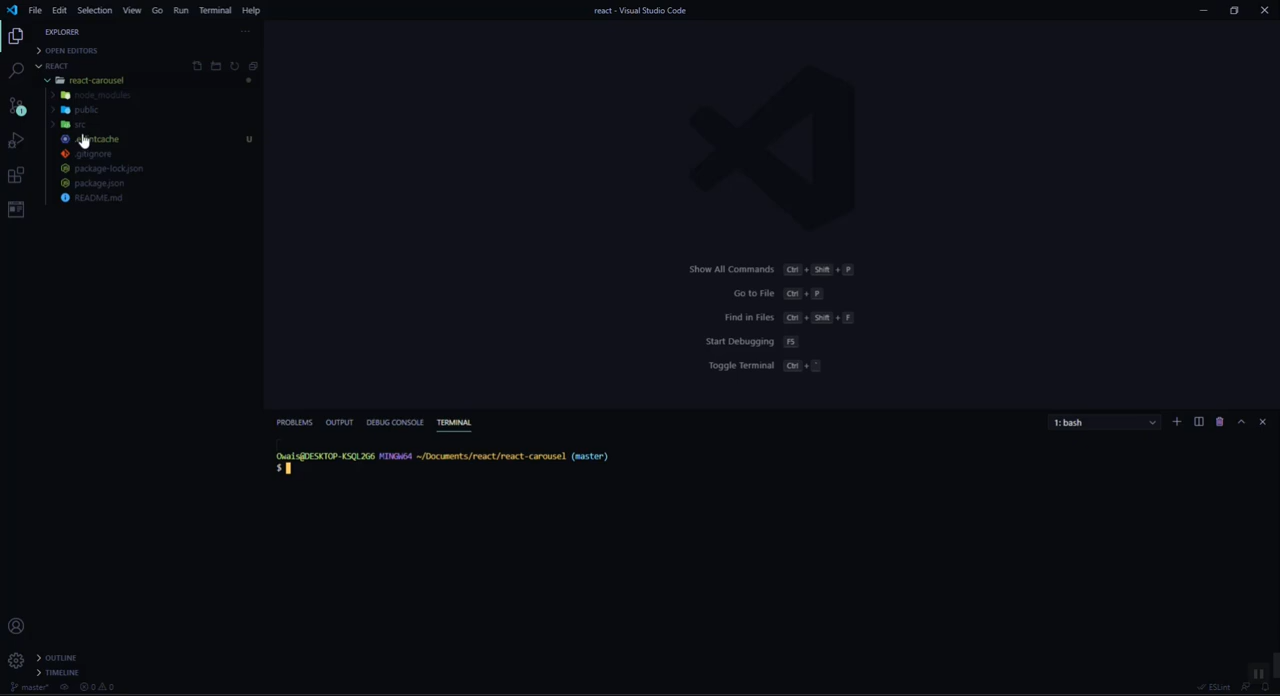 File Edit Selection View Go Run Terminal Help
react - Visual Studio Code
EXPLORER
OPEN EDITORS
REACT
react-carousel
node_modules
public
src
.eslintcache U
.gitignore
package-lock.json
package.json
README.md
OUTLINE
TIMELINE
Show All Commands Ctrl + Shift + P
Go to File Ctrl + P
Find in Files Ctrl + Shift + F
Start Debugging F5
Toggle Terminal Ctrl + `
PROBLEMS OUTPUT DEBUG CONSOLE TERMINAL
1: bash
Owais@DESKTOP-KSQL2G6 MINGW64 ~/Documents/react/react-carousel (master)
$
master* 0 0
ESLint
1